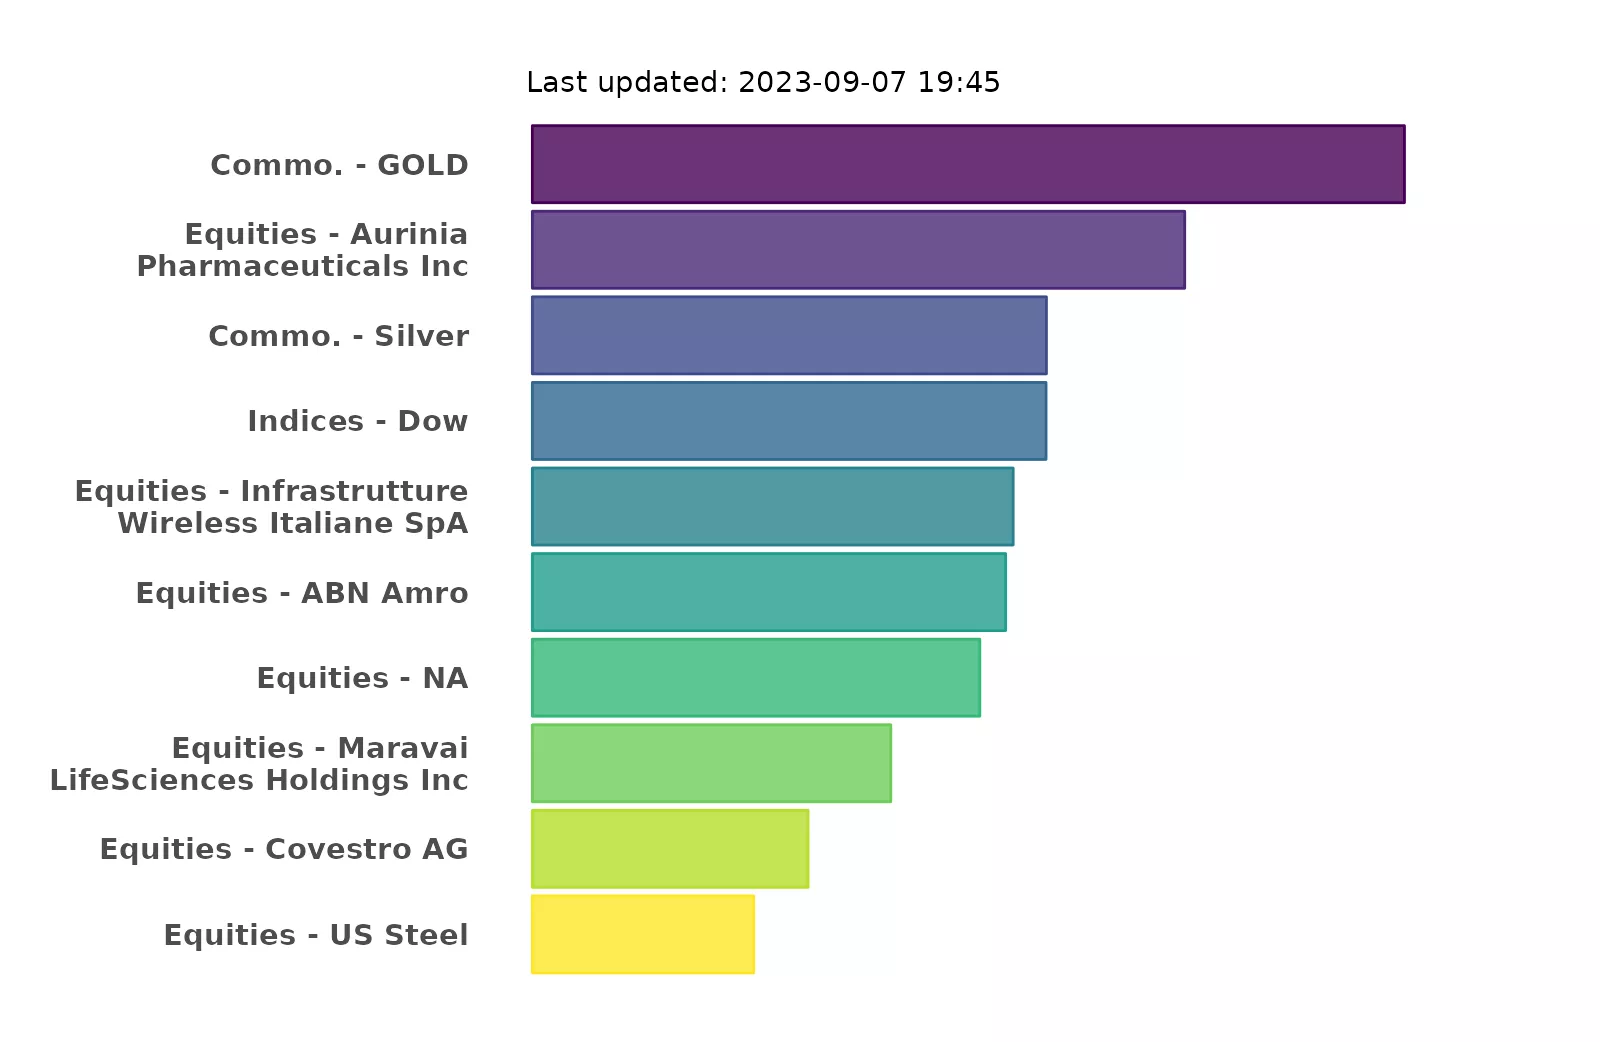 Last updated: 2023-09-07 19:45
Commo. - GOLD
Equities - Aurinia
Pharmaceuticals Inc
Commo. - Silver
Indices - Dow
Equities - Infrastrutture
Wireless Italiane SpA
Equities - ABN Amro
Equities - NA
Equities - Maravai
LifeSciences Holdings Inc
Equities - Covestro AG
Equities - US Steel